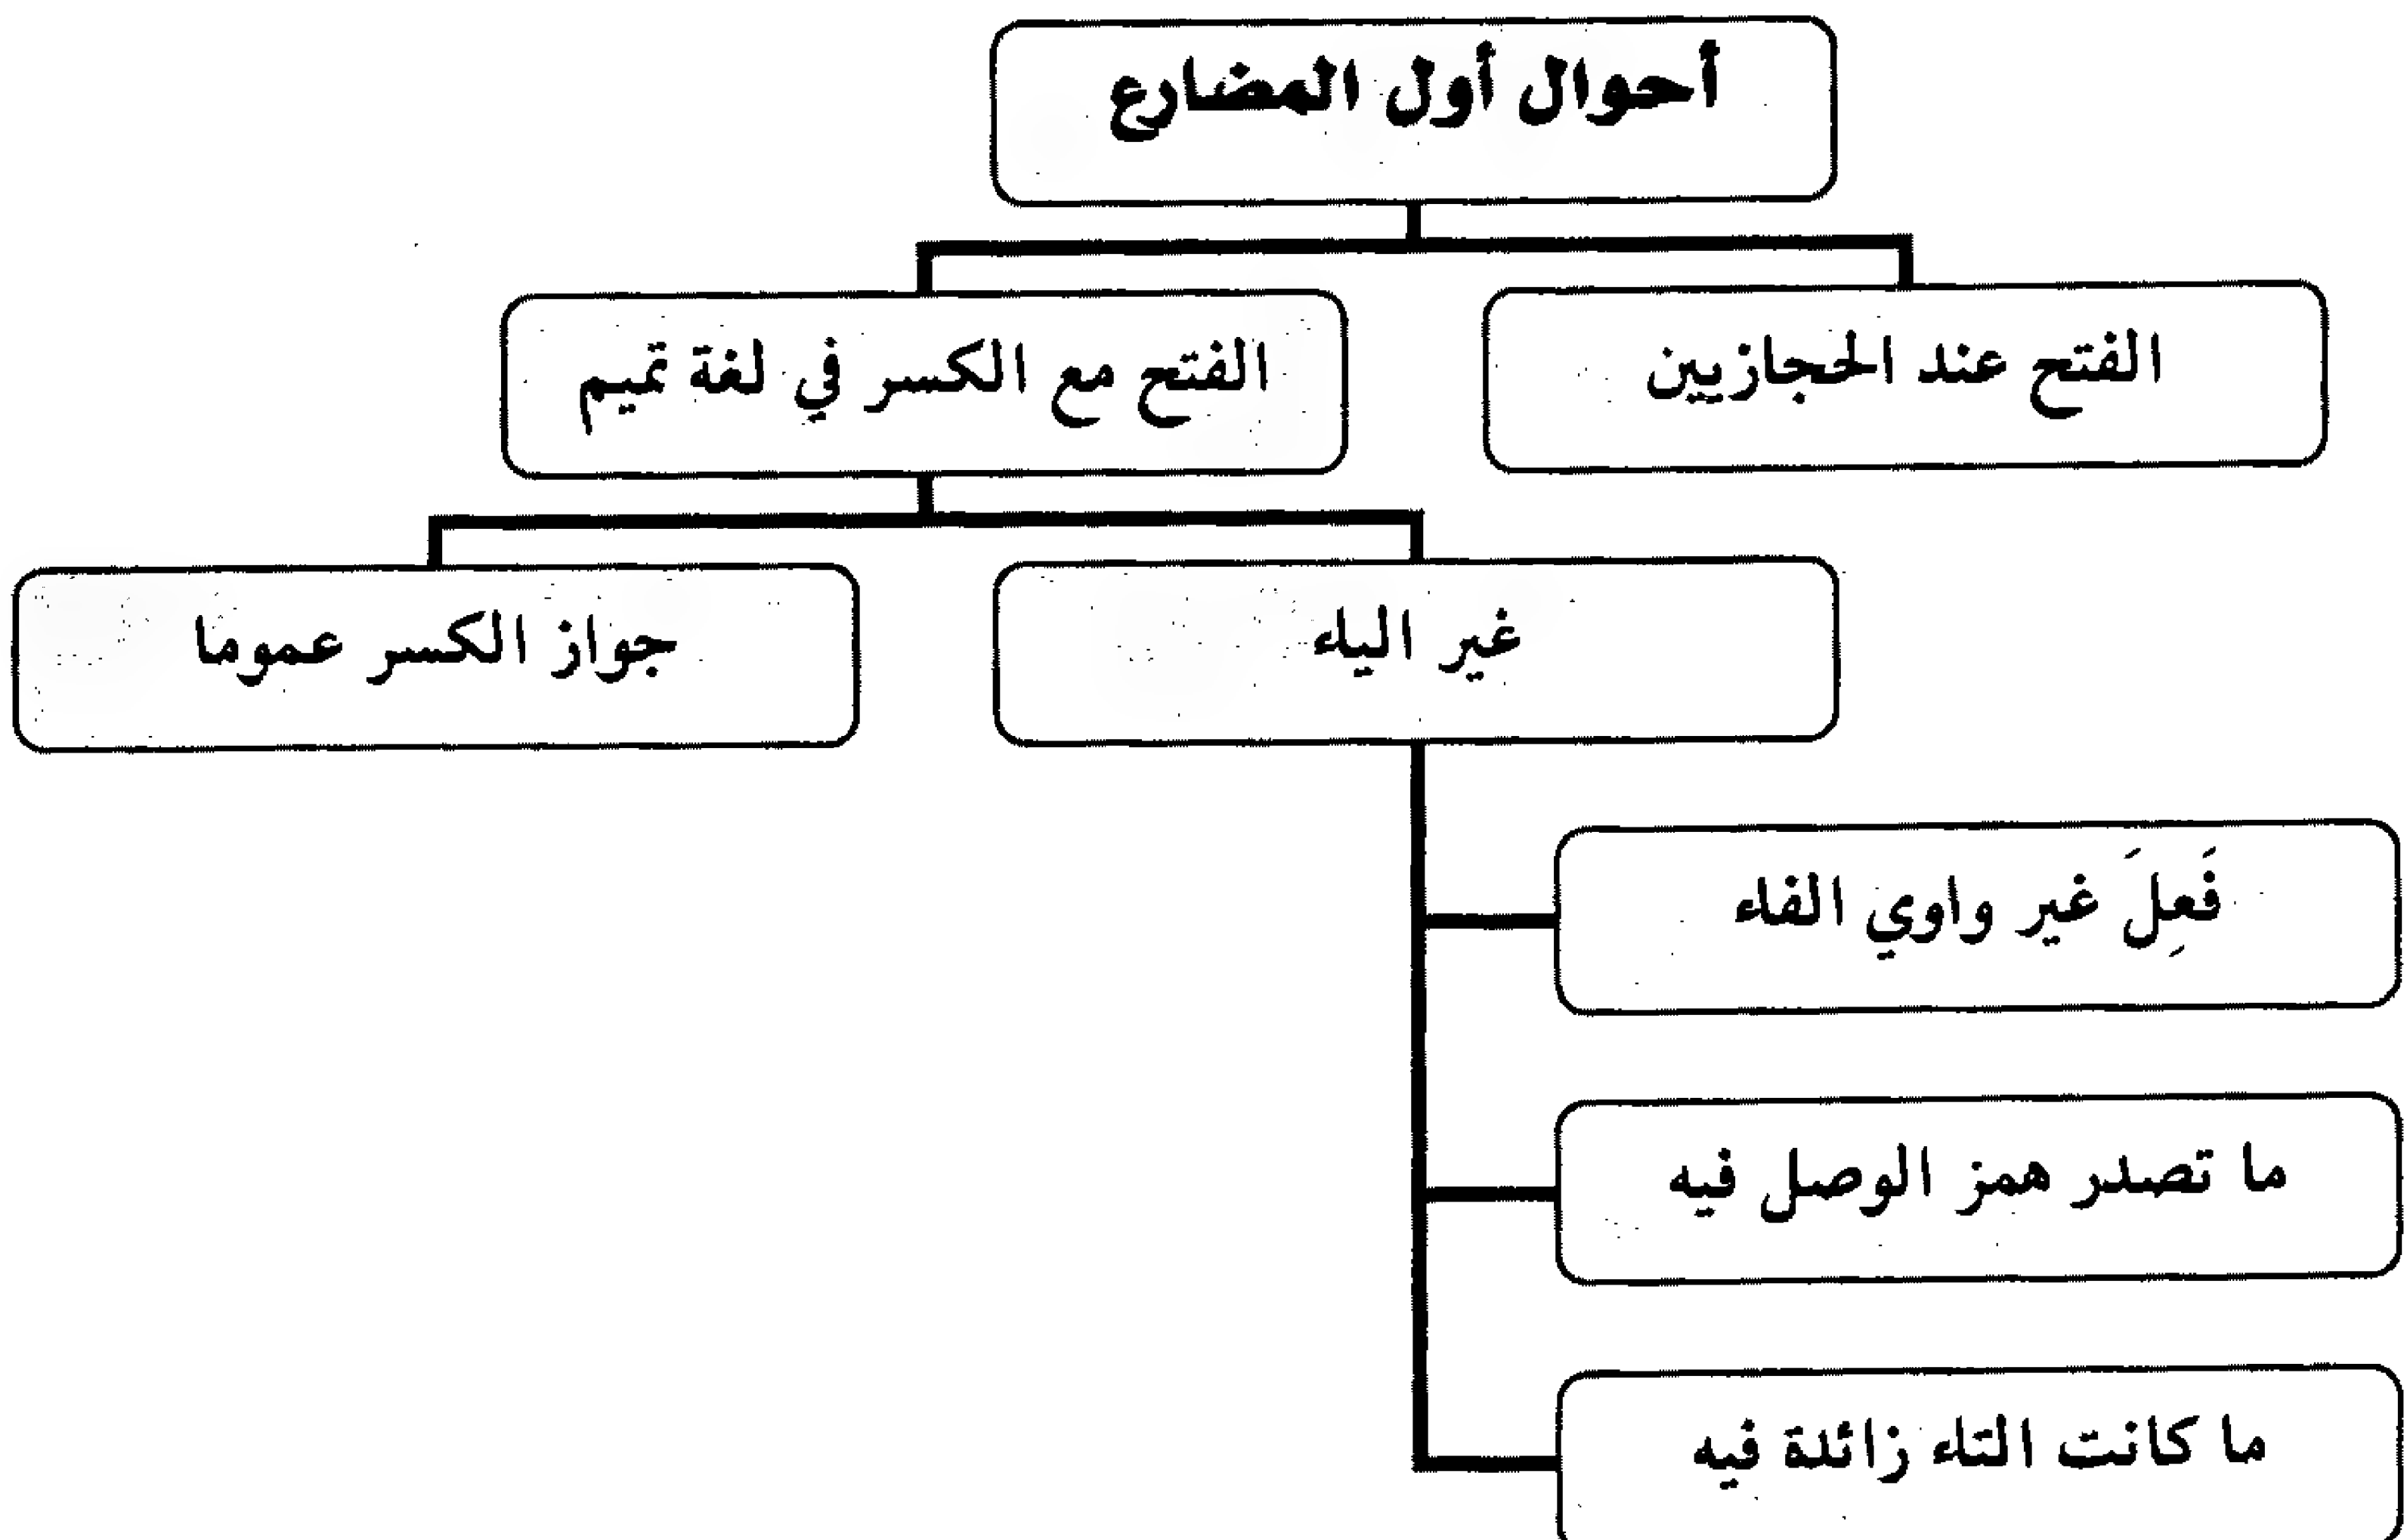 أحوال أول المضارع
الفتح عند الحجازيين
الفتح مع الكسر في لغة تميم
غير الياء
جواز الكسر عموما
فَعِلَ غير واوي الفاء
ما تصدر همز الوصل فيه
ما كانت التاء زائدة فيه